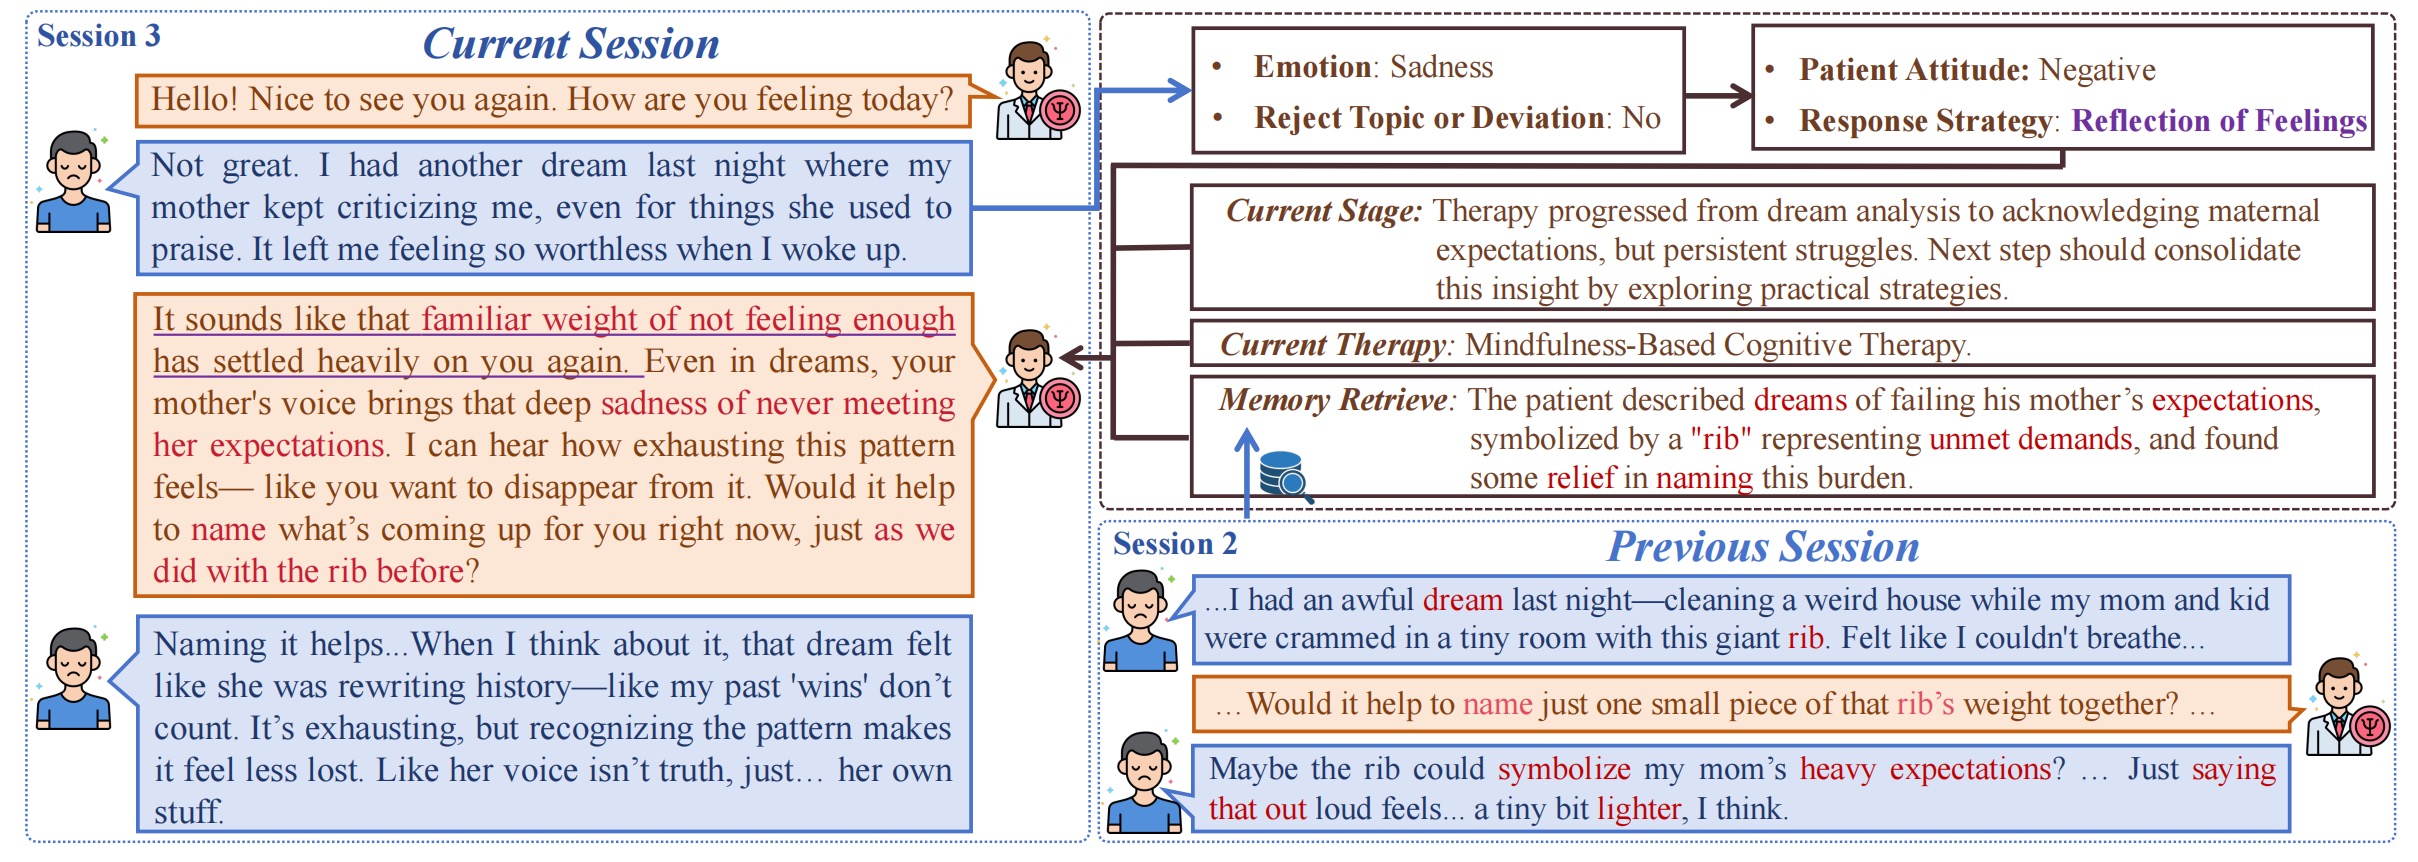 Session 3
Current Session
Hello! Nice to see you again. How are you feeling today?
Not great. I had another dream last night where my
mother kept criticizing me, even for things she used to
praise. It left me feeling so worthless when I woke up.
It sounds like that familiar weight of not feeling enough
has settled heavily on you again. Even in dreams, your
mother's voice brings that deep sadness of never meeting
her expectations. I can hear how exhausting this pattern
feels— like you want to disappear from it. Would it help
to name what’s coming up for you right now, just as we
did with the rib before?
Naming it helps...When I think about it, that dream felt
like she was rewriting history—like my past 'wins' don’t
count. It’s exhausting, but recognizing the pattern makes
it feel less lost. Like her voice isn’t truth, just… her own
stuff.
• Emotion: Sadness
• Reject Topic or Deviation: No
• Patient Attitude: Negative
• Response Strategy: Reflection of Feelings
Current Stage: Therapy progressed from dream analysis to acknowledging maternal
expectations, but persistent struggles. Next step should consolidate
this insight by exploring practical strategies.
Current Therapy: Mindfulness-Based Cognitive Therapy.
Memory Retrieve: The patient described dreams of failing his mother’s expectations,
symbolized by a "rib" representing unmet demands, and found
some relief in naming this burden.
Session 2
Previous Session
…I had an awful dream last night—cleaning a weird house while my mom and kid
were crammed in a tiny room with this giant rib. Felt like I couldn't breathe...
…Would it help to name just one small piece of that rib’s weight together? …
Maybe the rib could symbolize my mom’s heavy expectations? … Just saying
that out loud feels... a tiny bit lighter, I think.